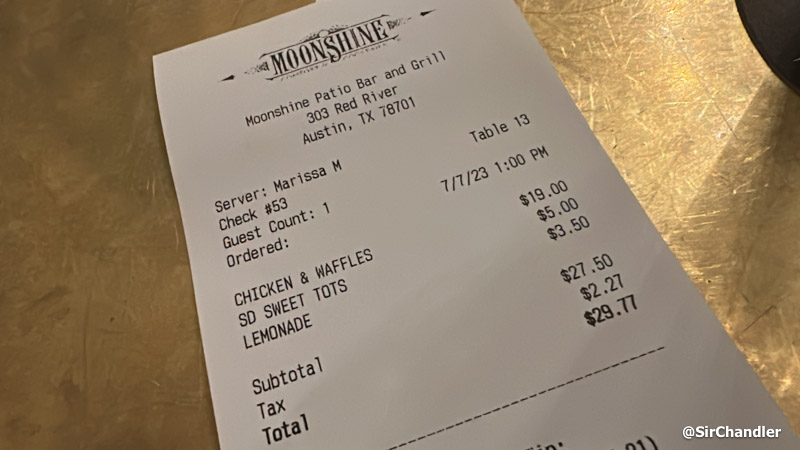 MOONSHINE
Moonshine Patio Bar and Grill
303 Red River
Austin, TX 78701
Server: Marissa M
Check #53 Table 13
Guest Count: 1
Ordered: 7/7/23 1:00 PM
CHICKEN & WAFFLES $19.00
SD SWEET TOTS $5.00
LEMONADE $3.50
Subtotal $27.50
Tax $2.27
Total $29.77
@SirChandler